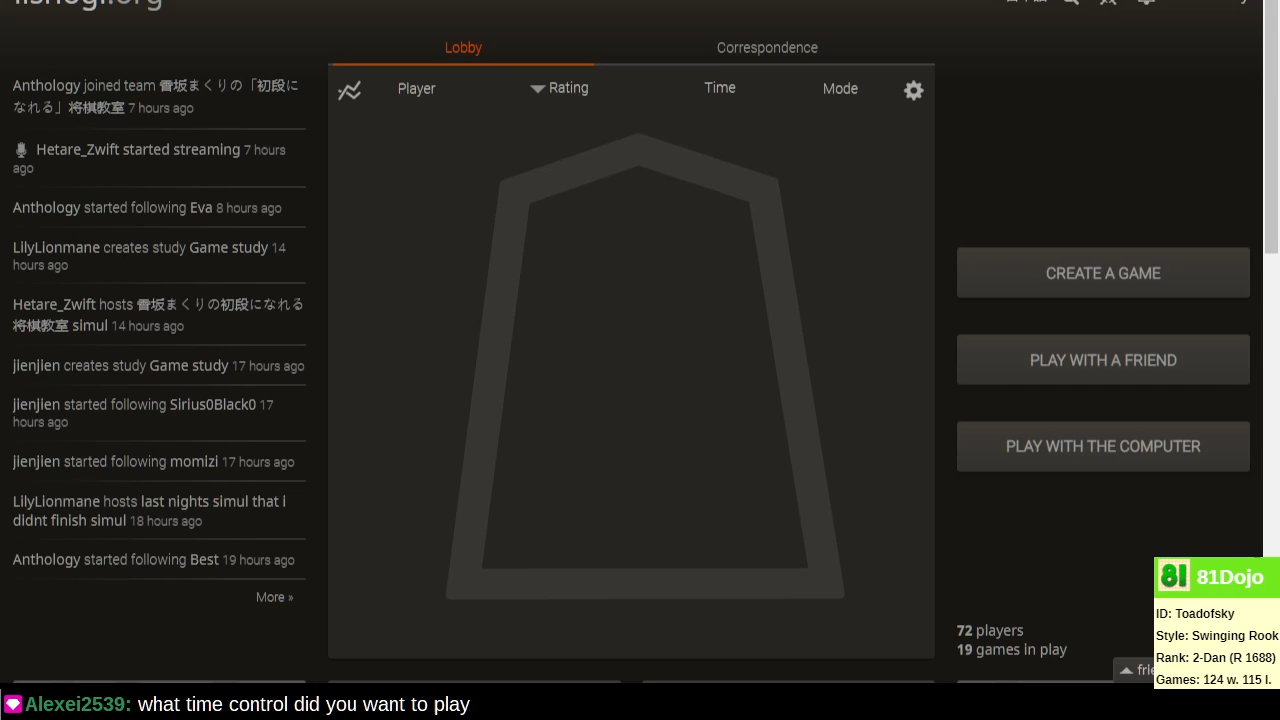 lishogi.org
Lobby
Correspondence
Anthology joined team 雪坂まくりの「初段に
なれる」将棋教室 7 hours ago
Hetare_Zwift started streaming 7 hours
ago
Anthology started following Eva 8 hours ago
LilyLionmane creates study Game study 14
hours ago
Hetare_Zwift hosts 雪坂まくりの初段になれる
将棋教室 simul 14 hours ago
jienjien creates study Game study 17 hours ago
jienjien started following Sirius0Black0 17
hours ago
jienjien started following momizi 17 hours ago
LilyLionmane hosts last nights simul that i
didnt finish simul 18 hours ago
Anthology started following Best 19 hours ago
More »
Player
Rating
Time
Mode
CREATE A GAME
PLAY WITH A FRIEND
PLAY WITH THE COMPUTER
72 players
19 games in play
81 81Dojo
ID: Toadofsky
Style: Swinging Rook
Rank: 2-Dan (R 1688)
Games: 124 w. 115 l.
Alexei2539: what time control did you want to play